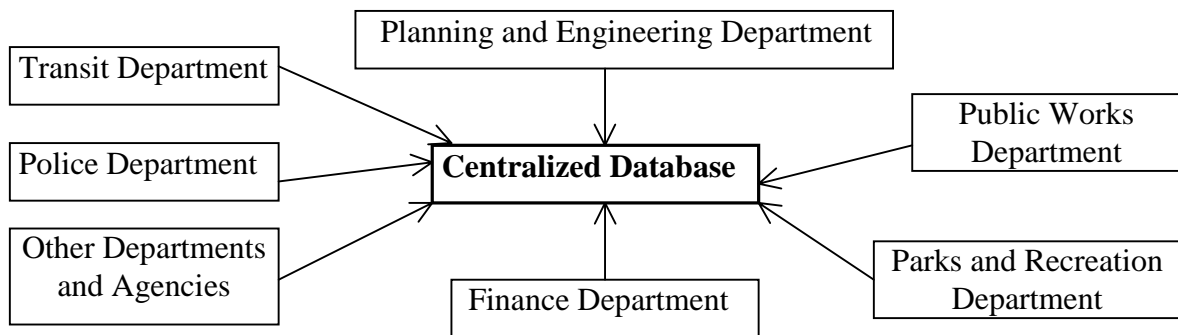 Planning and Engineering Department
Transit Department
Public Works
Department
Police Department
Centralized Database
Other Departments
and Agencies
Parks and Recreation
Department
Finance Department